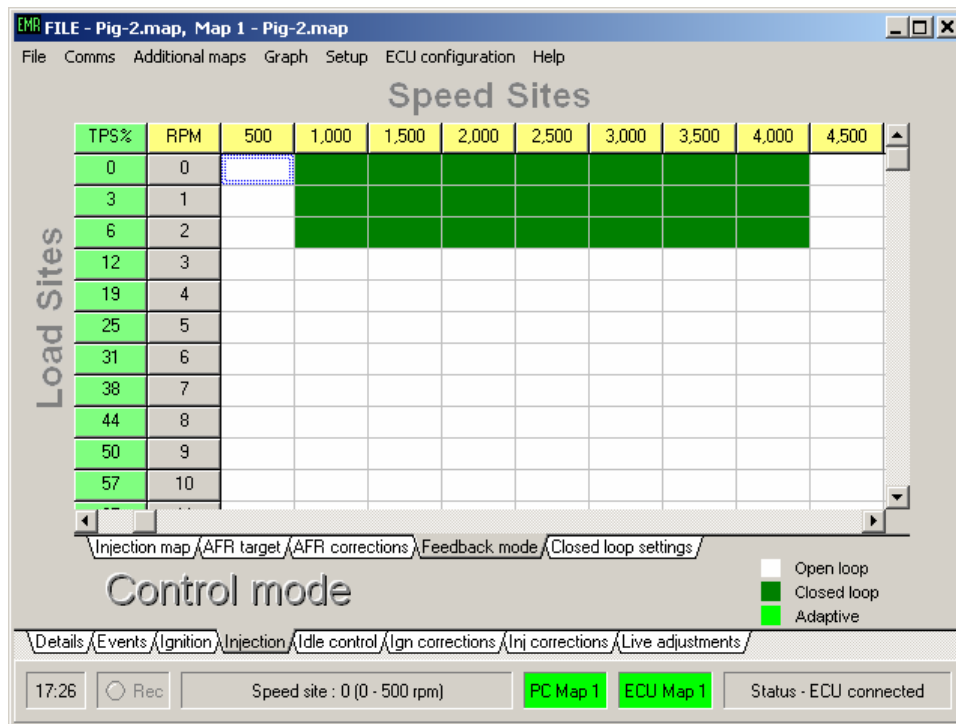 EMR FILE - Pig-2.map, Map 1 - Pig-2.map
File Comms Additional maps Graph Setup ECU configuration Help
Speed Sites
Load Sites
TPS% RPM 500 1,000 1,500 2,000 2,500 3,000 3,500 4,000 4,500
0 0
3 1
6 2
12 3
19 4
25 5
31 6
38 7
44 8
50 9
57 10
Injection map AFR target AFR corrections Feedback mode Closed loop settings
Control mode
Open loop
Closed loop
Adaptive
Details Events Ignition Injection Idle control Ign corrections Inj corrections Live adjustments
17:26 Rec Speed site : 0 (0 - 500 rpm) PC Map 1 ECU Map 1 Status - ECU connected